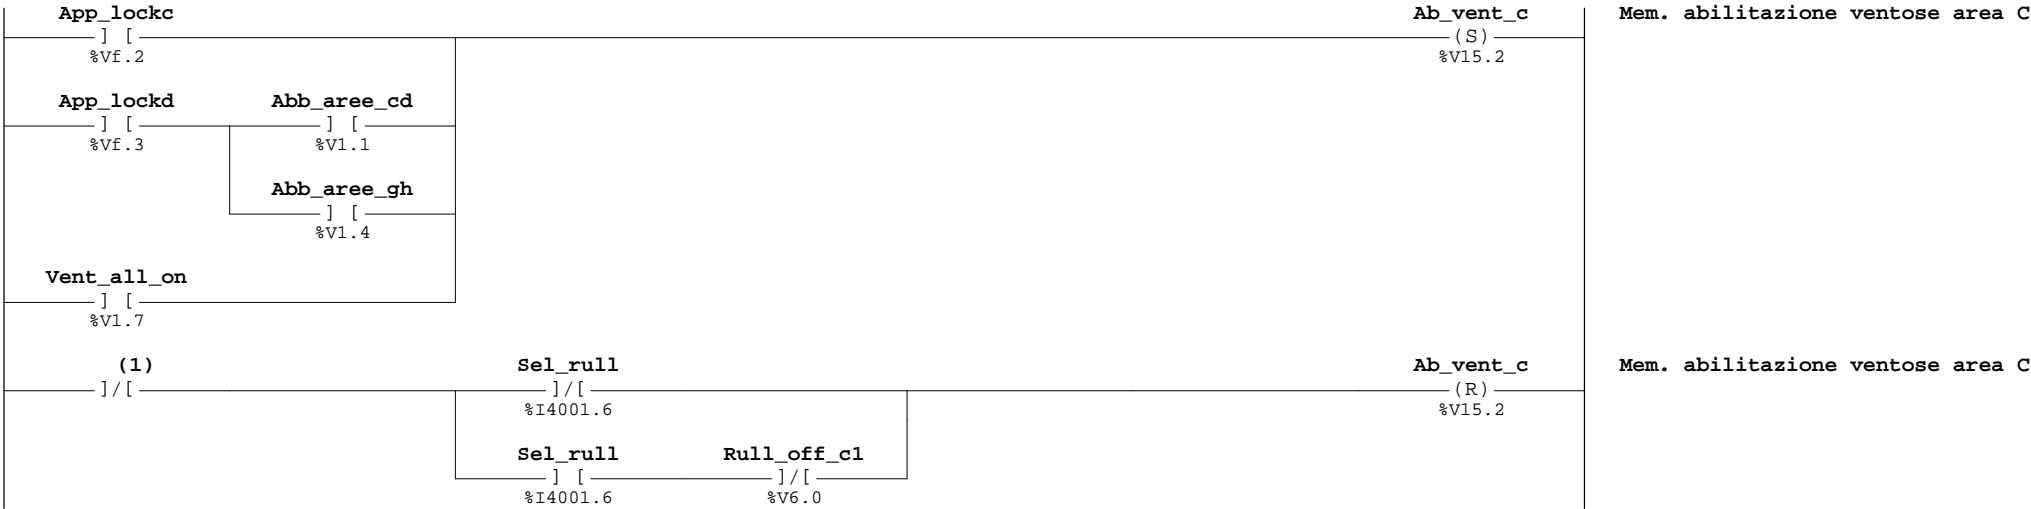 App_lockc Ab_vent_c Mem. abilitazione ventose area C
] [ (S)
%Vf.2 %V15.2
App_lockd Abb_aree_cd
] [ ] [
%Vf.3 %V1.1
Abb_aree_gh
] [
%V1.4
Vent_all_on
] [
%V1.7
(1) Sel_rull Ab_vent_c Mem. abilitazione ventose area C
]/[ ]/[ (R)
%I4001.6 %V15.2
Sel_rull Rull_off_c1
] [ ]/[
%I4001.6 %V6.0